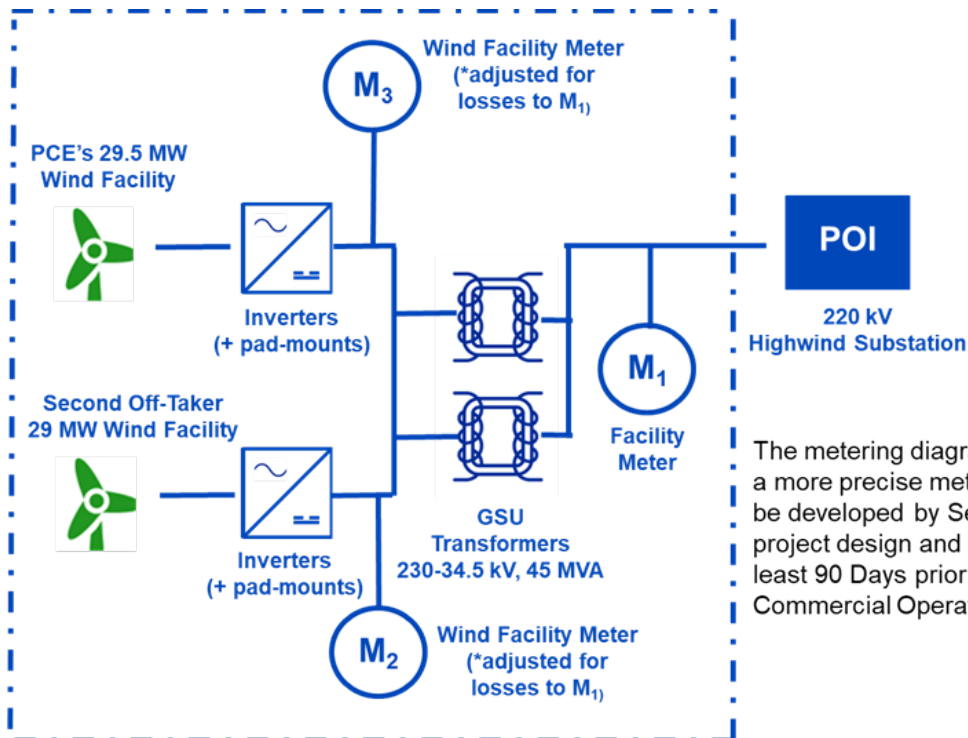 Wind Facility Meter
(*adjusted for
losses to M1)
M3
PCE's 29.5 MW
Wind Facility
Inverters
(+ pad-mounts)
POI
220 kV
Highwind Substation
M1
Facility
Meter
Second Off-Taker
29 MW Wind Facility
GSU
Transformers
230-34.5 kV, 45 MVA
Inverters
(+ pad-mounts)
M2
Wind Facility Meter
(*adjusted for
losses to M1)
The metering diagra
a more precise met
be developed by Se
project design and
least 90 Days prior
Commercial Operat